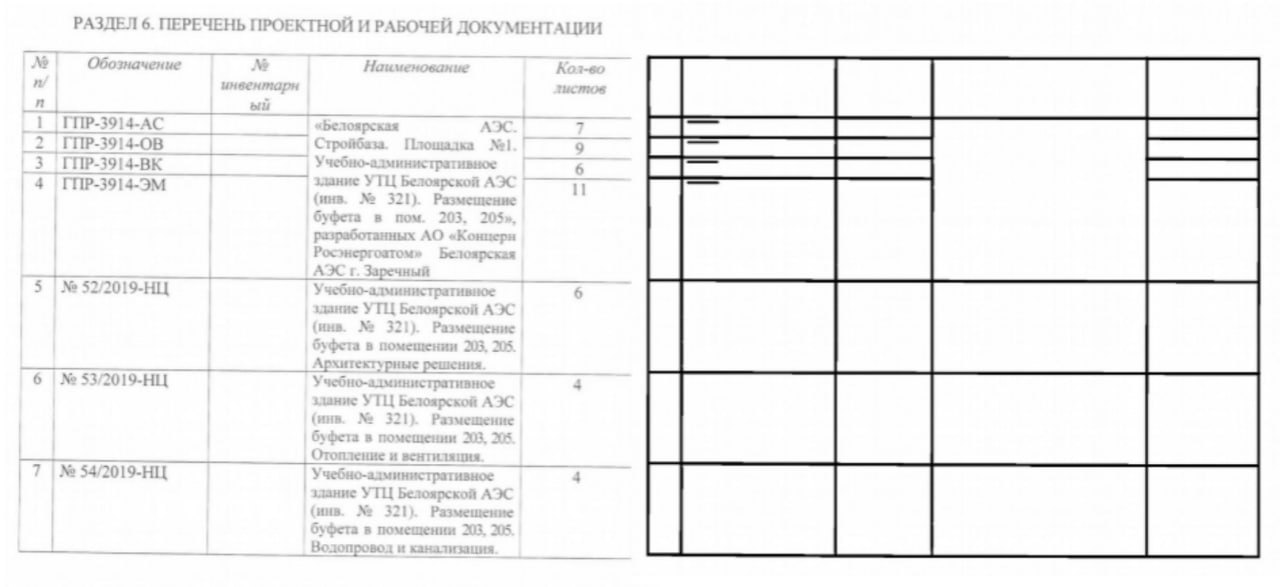 РАЗДЕЛ 6. ПЕРЕЧЕНЬ ПРОЕКТНОЙ И РАБОЧЕЙ ДОКУМЕНТАЦИИ
№ п/п Обозначение № инвентарный Наименование Кол-во листов
1 ГПР-3914-АС 7
2 ГПР-3914-ОВ 9
3 ГПР-3914-ВК 6
4 ГПР-3914-ЭМ 11
«Белоярская АЭС.
Стройбаза. Площадка №1.
Учебно-административное
здание УТЦ Белоярской АЭС
(инв. № 321). Размещение
буфета в пом. 203, 205»,
разработанных АО «Концерн
Росэнергоатом» Белоярская
АЭС г. Заречный
5 № 52/2019-НЦ Учебно-административное 6
здание УТЦ Белоярской АЭС
(инв. № 321). Размещение
буфета в помещении 203, 205.
Архитектурные решения.
6 № 53/2019-НЦ Учебно-административное 4
здание УТЦ Белоярской АЭС
(инв. № 321). Размещение
буфета в помещении 203, 205.
Отопление и вентиляция.
7 № 54/2019-НЦ Учебно-административное 4
здание УТЦ Белоярской АЭС
(инв. № 321). Размещение
буфета в помещении 203, 205.
Водопровод и канализация.